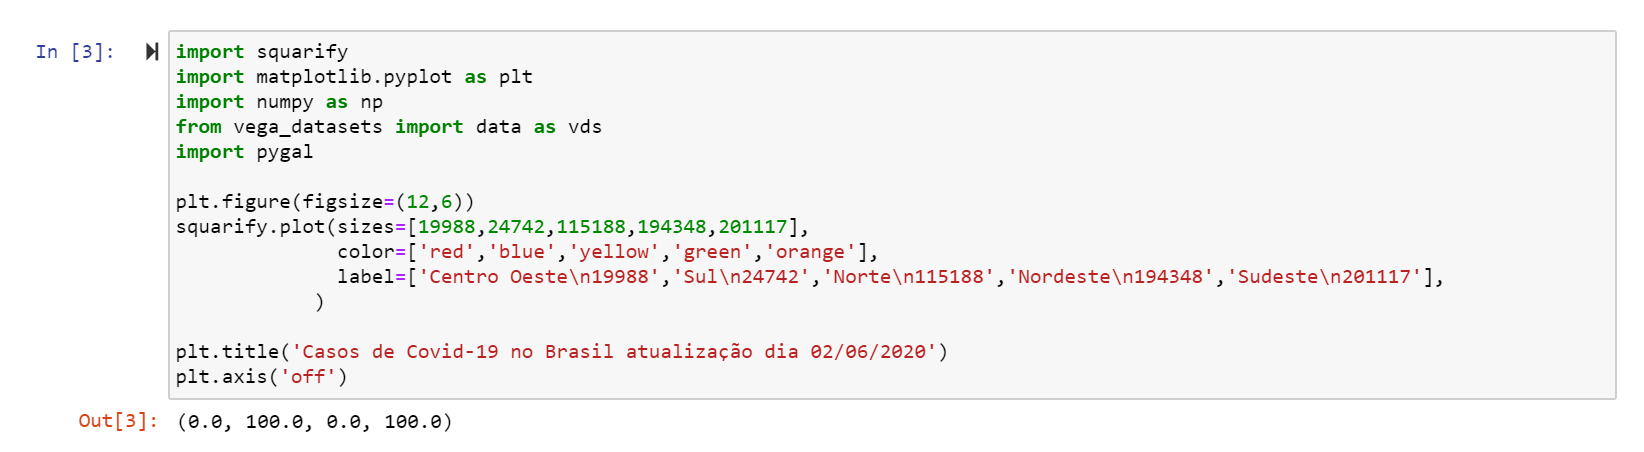 In [3]: import squarify
import matplotlib.pyplot as plt
import numpy as np
from vega_datasets import data as vds
import pygal
plt.figure(figsize=(12,6))
squarify.plot(sizes=[19988,24742,115188,194348,201117],
              color=['red','blue','yellow','green','orange'],
              label=['Centro Oeste\n19988','Sul\n24742','Norte\n115188','Nordeste\n194348','Sudeste\n201117'],
            )
plt.title('Casos de Covid-19 no Brasil atualização dia 02/06/2020')
plt.axis('off')
Out[3]: (0.0, 100.0, 0.0, 100.0)